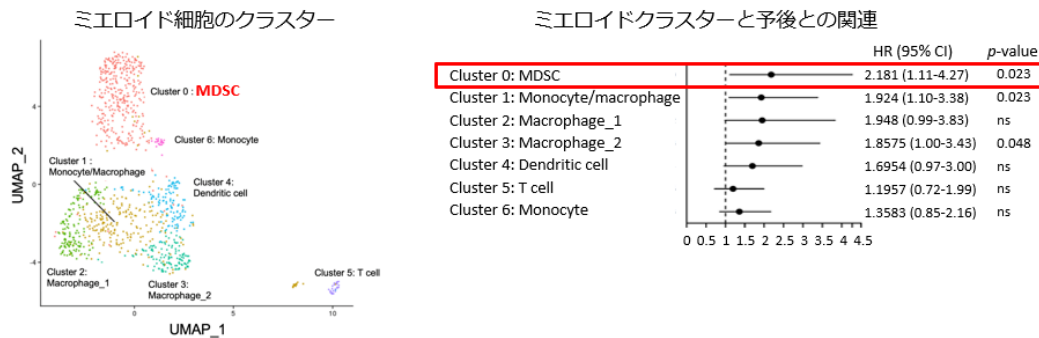 ミエロイド細胞のクラスター
UMAP_2
4
0
-4
Cluster 0 : MDSC
Cluster 6: Monocyte
Cluster 1 :
Monocyte/Macrophage
Cluster 4:
Dendritic cell
Cluster 2:
Macrophage_1
Cluster 3:
Macrophage_2
Cluster 5: T cell
0 5 10
UMAP_1
ミエロイドクラスターと予後との関連
HR (95% CI) p-value
Cluster 0: MDSC 2.181 (1.11-4.27) 0.023
Cluster 1: Monocyte/macrophage 1.924 (1.10-3.38) 0.023
Cluster 2: Macrophage_1 1.948 (0.99-3.83) ns
Cluster 3: Macrophage_2 1.8575 (1.00-3.43) 0.048
Cluster 4: Dendritic cell 1.6954 (0.97-3.00) ns
Cluster 5: T cell 1.1957 (0.72-1.99) ns
Cluster 6: Monocyte 1.3583 (0.85-2.16) ns
0 0.5 1 1.5 2 2.5 3 3.5 4 4.5